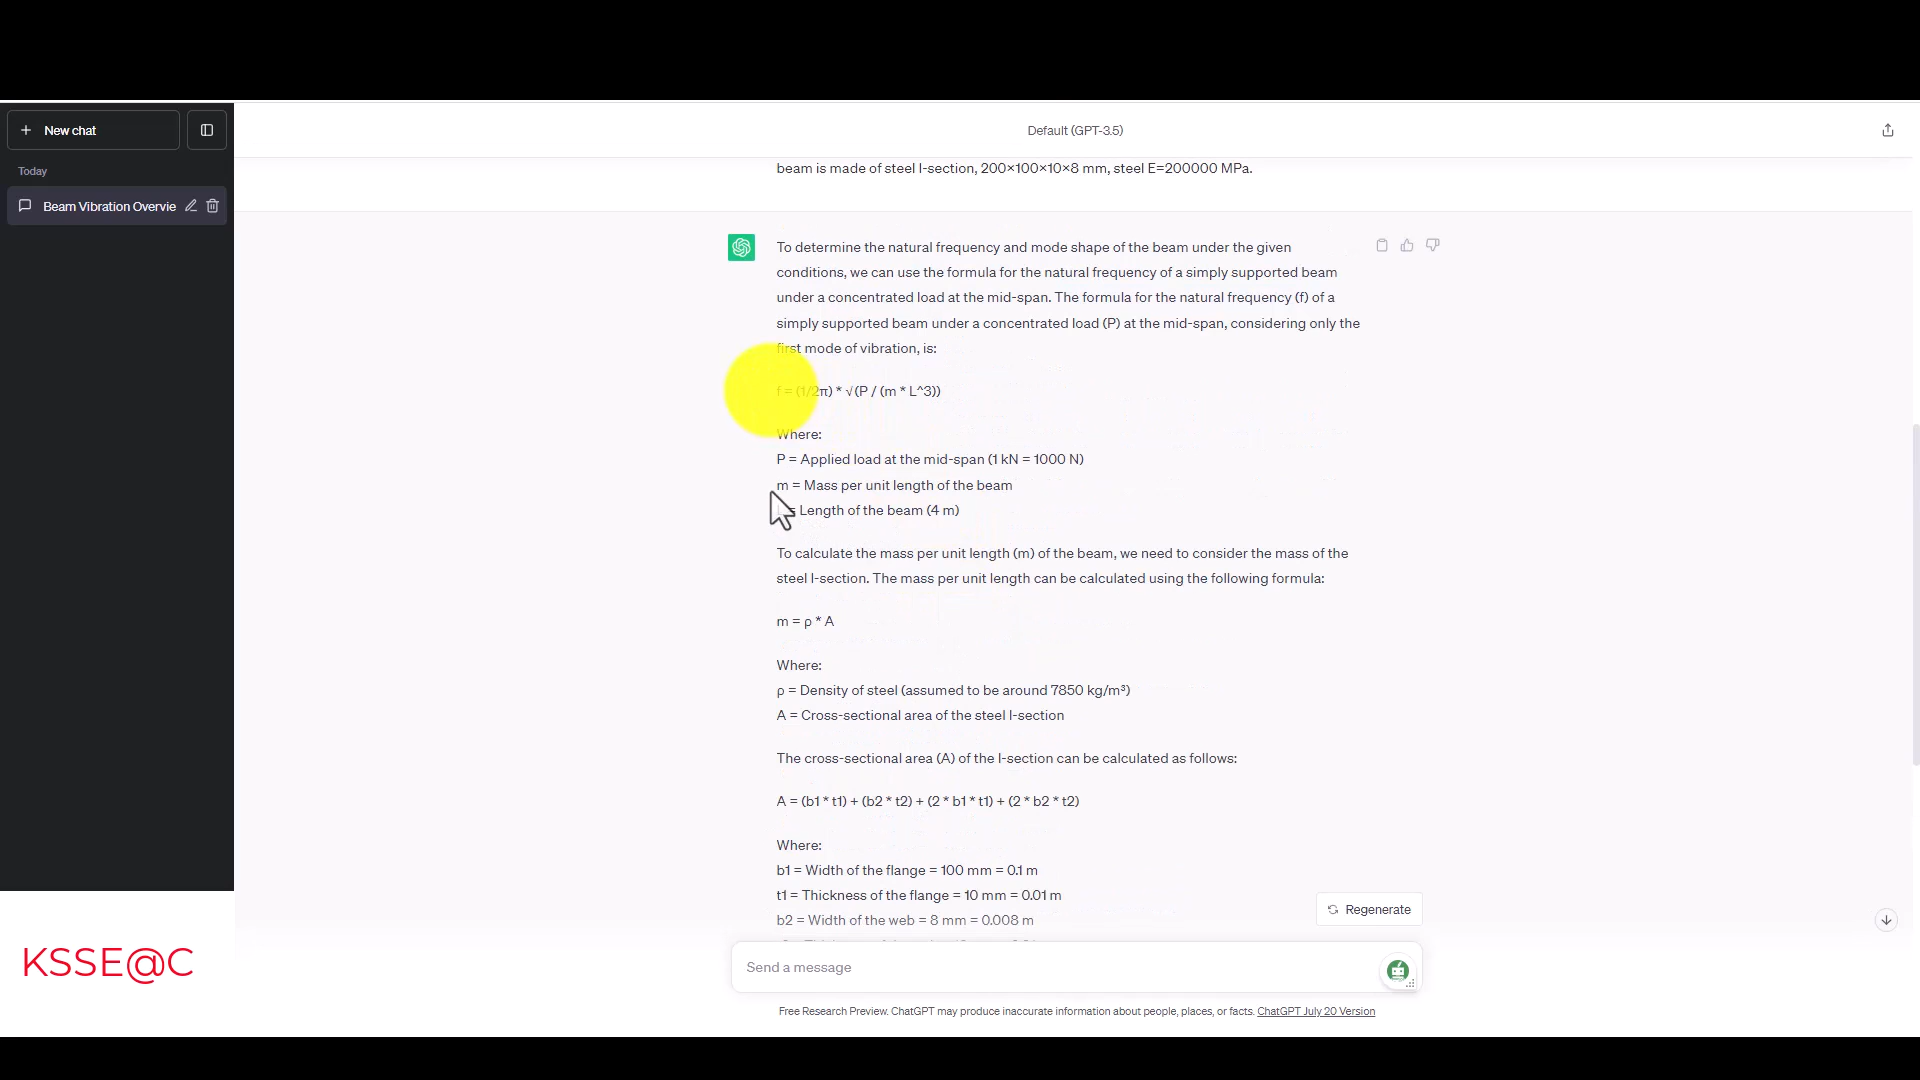 New chat
Default (GPT-3.5)
Today
Beam Vibration Overvie
beam is made of steel I-section, 200×100×10×8 mm, steel E=200000 MPa.
To determine the natural frequency and mode shape of the beam under the given
conditions, we can use the formula for the natural frequency of a simply supported beam
under a concentrated load at the mid-span. The formula for the natural frequency (f) of a
simply supported beam under a concentrated load (P) at the mid-span, considering only the
first mode of vibration, is:
f = (1/2π) * √(P / (m * L^3))
Where:
P = Applied load at the mid-span (1 kN = 1000 N)
m = Mass per unit length of the beam
= Length of the beam (4 m)
To calculate the mass per unit length (m) of the beam, we need to consider the mass of the
steel I-section. The mass per unit length can be calculated using the following formula:
m = ρ * A
Where:
ρ = Density of steel (assumed to be around 7850 kg/m³)
A = Cross-sectional area of the steel I-section
The cross-sectional area (A) of the I-section can be calculated as follows:
A = (b1 * t1) + (b2 * t2) + (2 * b1 * t1) + (2 * b2 * t2)
Where:
b1 = Width of the flange = 100 mm = 0.1 m
t1 = Thickness of the flange = 10 mm = 0.01 m
b2 = Width of the web = 8 mm = 0.008 m
Regenerate
Send a message
Free Research Preview. ChatGPT may produce inaccurate information about people, places, or facts. ChatGPT July 20 Version
KSSE@C